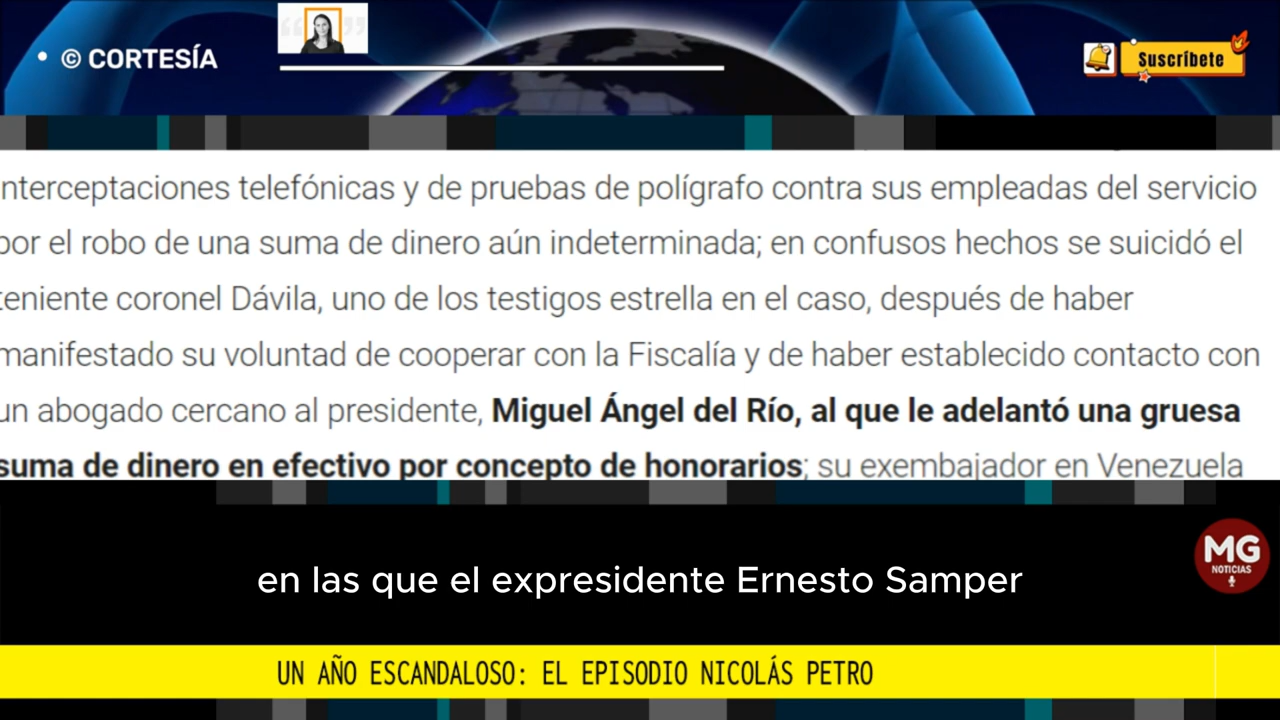 • © CORTESÍA
Suscríbete
nterceptaciones telefónicas y de pruebas de polígrafo contra sus empleadas del servicio
por el robo de una suma de dinero aún indeterminada; en confusos hechos se suicidó el
teniente coronel Dávila, uno de los testigos estrella en el caso, después de haber
manifestado su voluntad de cooperar con la Fiscalía y de haber establecido contacto con
un abogado cercano al presidente, Miguel Ángel del Río, al que le adelantó una gruesa
suma de dinero en efectivo por concepto de honorarios; su exembajador en Venezuela
MG
NOTICIAS
en las que el expresidente Ernesto Samper
UN AÑO ESCANDALOSO: EL EPISODIO NICOLÁS PETRO